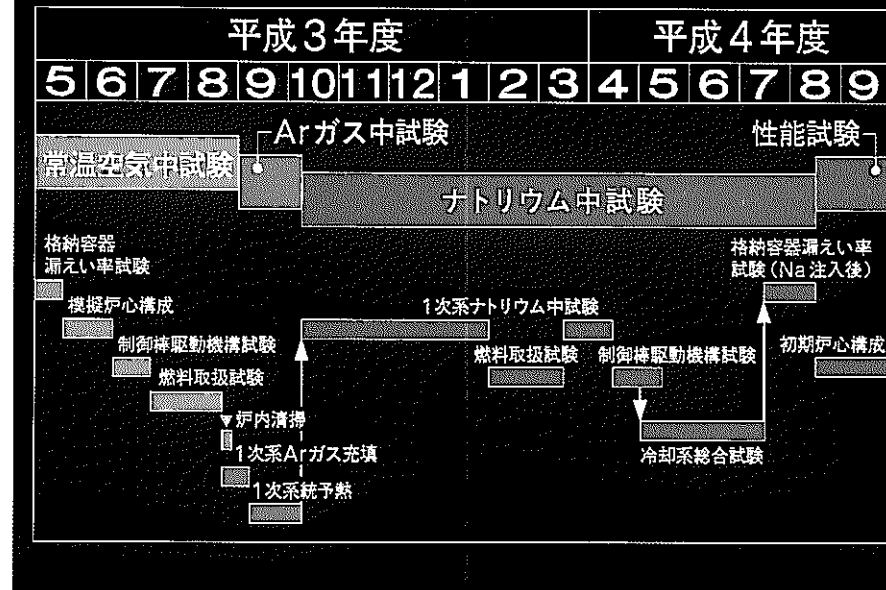 平成3年度 平成4年度
5 6 7 8 9 10 11 12 1 2 3 4 5 6 7 8 9
Arガス中試験
性能試験
常温空気中試験
ナトリウム中試験
格納容器
漏えい率試験
格納容器漏えい率
試験(Na注入後)
模擬炉心構成
1次系ナトリウム中試験
制御棒駆動機構試験
燃料取扱試験
制御棒駆動機構試験
初期炉心構成
燃料取扱試験
炉内清掃
1次系Arガス充填
冷却系総合試験
1次系統予熱